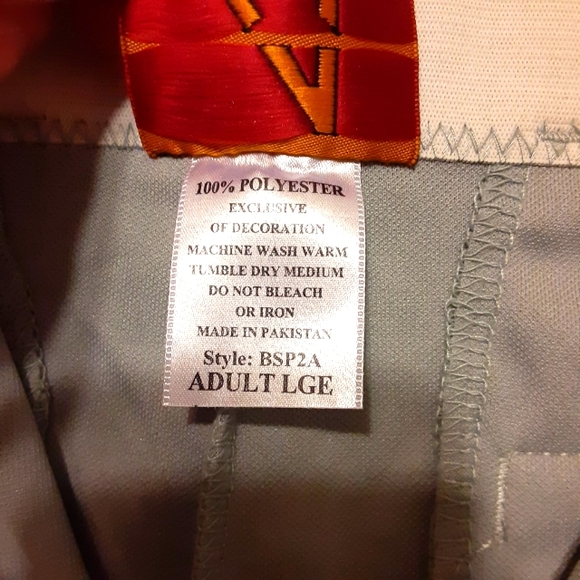 100% POLYESTER
EXCLUSIVE
OF DECORATION
MACHINE WASH WARM
TUMBLE DRY MEDIUM
DO NOT BLEACH
OR IRON
MADE IN PAKISTAN
Style: BSP2A
ADULT LGE